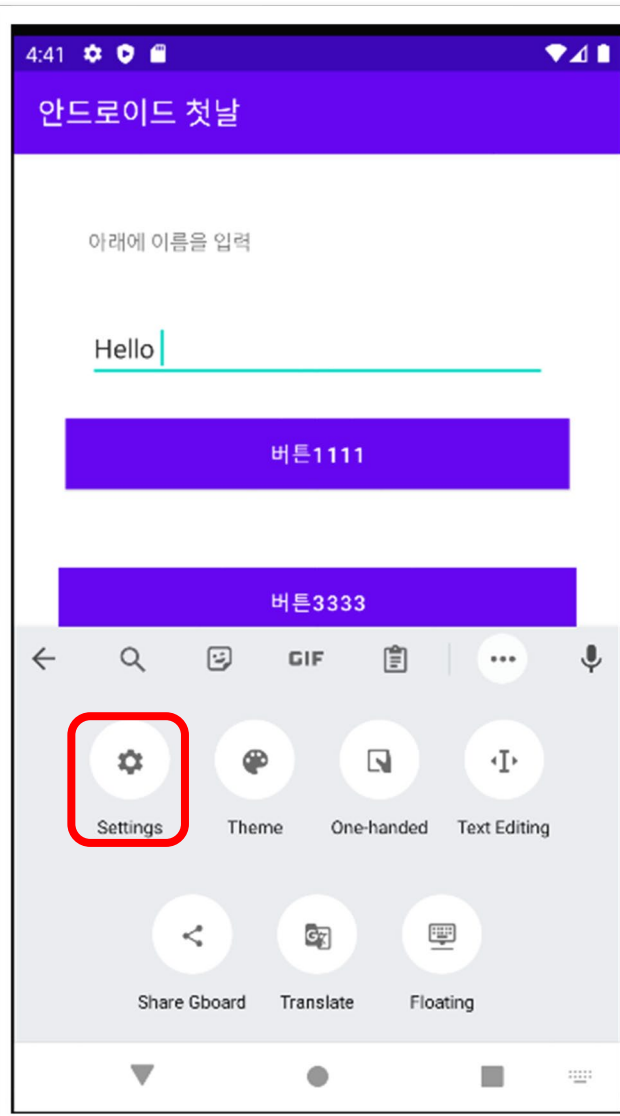 4:41
안드로이드 첫날
아래에 이름을 입력
Hello
버튼1111
버튼3333
GIF
Settings Theme One-handed Text Editing
Share Gboard Translate Floating